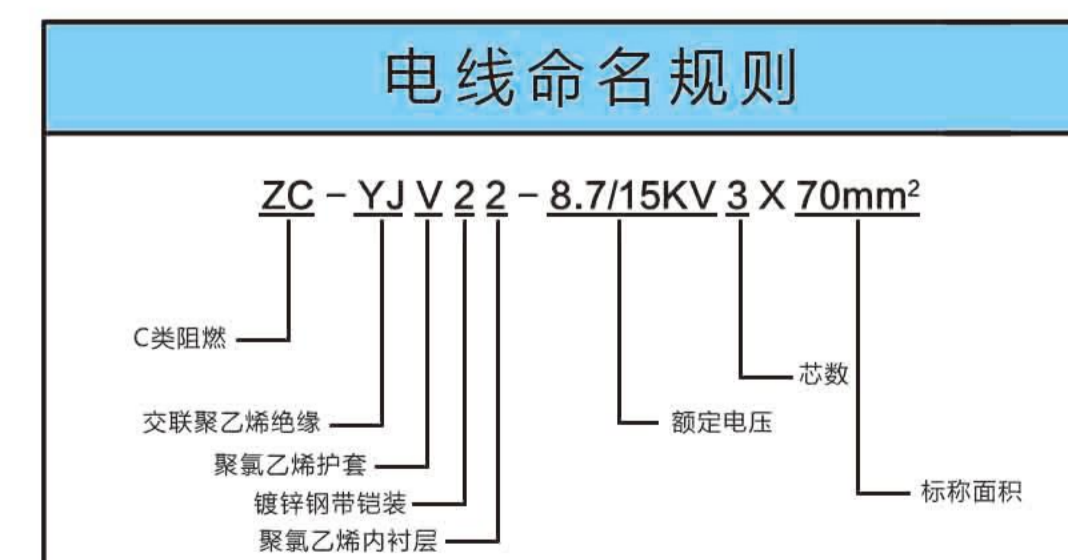 电线命名规则
ZC – YJ V 2 2 – 8.7/15KV 3 X 70mm²
C类阻燃
芯数
交联聚乙烯绝缘
额定电压
聚氯乙烯护套
标称面积
镀锌钢带铠装
聚氯乙烯内衬层